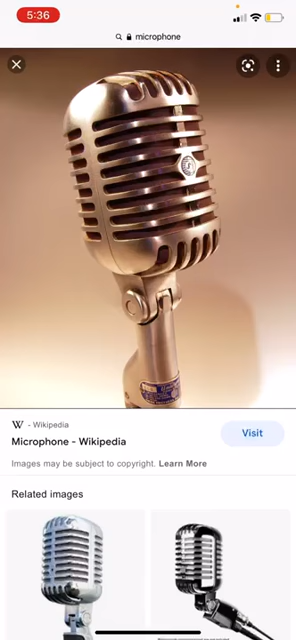 5:36
microphone
W - Wikipedia
Microphone - Wikipedia
Visit
Images may be subject to copyright. Learn More
Related images